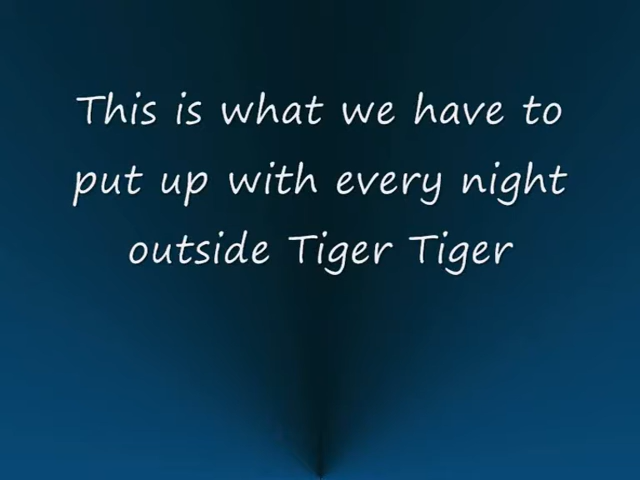 This is what we have to
put up with every night
outside Tiger Tiger